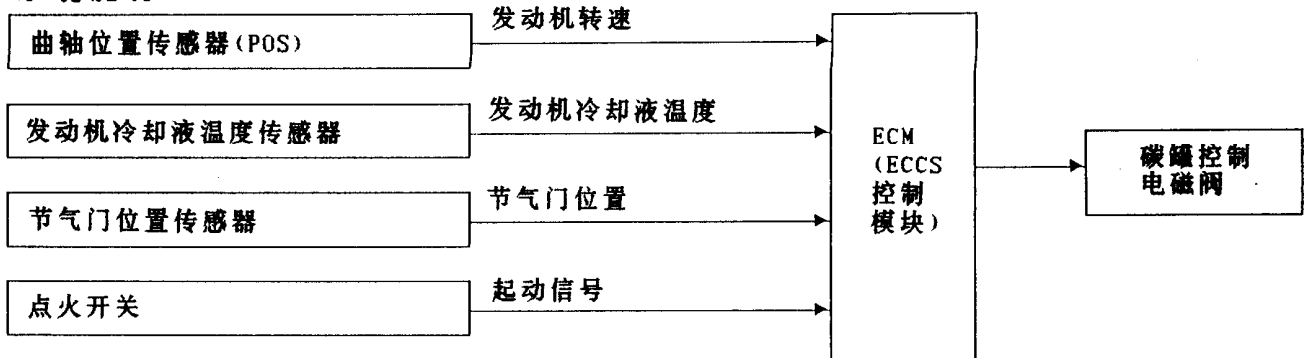 曲轴位置传感器(POS)
发动机转速
发动机冷却液温度传感器
发动机冷却液温度
节气门位置传感器
节气门位置
点火开关
起动信号
ECM
(ECCS
控制
模块)
碳罐控制
电磁阀